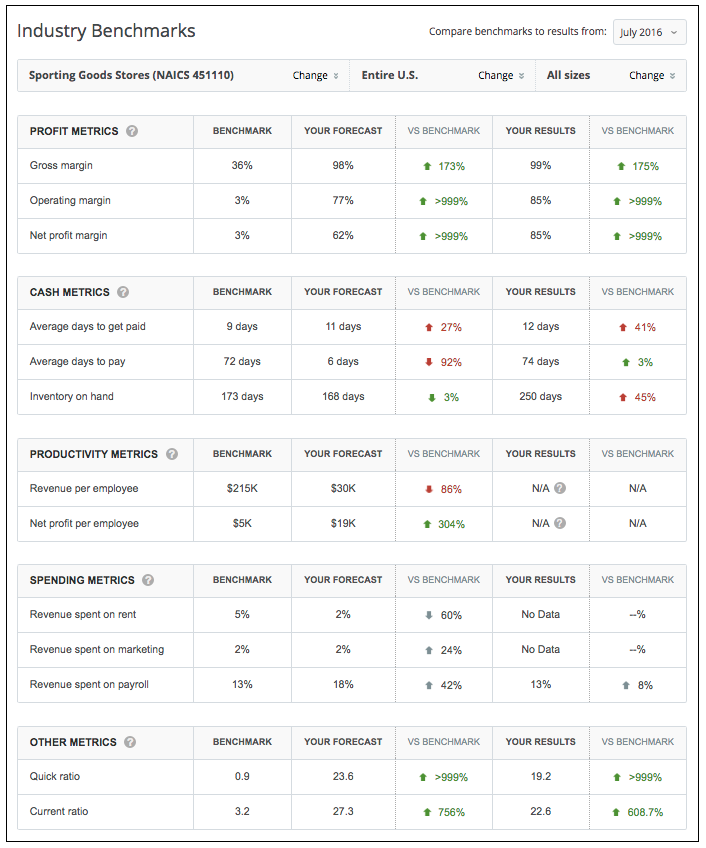 Industry Benchmarks
Compare benchmarks to results from: July 2016
Sporting Goods Stores (NAICS 451110) Change Entire U.S. Change All sizes Change
PROFIT METRICS ? BENCHMARK YOUR FORECAST VS BENCHMARK YOUR RESULTS VS BENCHMARK
Gross margin 36% 98% 173% 99% 175%
Operating margin 3% 77% >999% 85% >999%
Net profit margin 3% 62% >999% 85% >999%
CASH METRICS ? BENCHMARK YOUR FORECAST VS BENCHMARK YOUR RESULTS VS BENCHMARK
Average days to get paid 9 days 11 days 27% 12 days 41%
Average days to pay 72 days 6 days 92% 74 days 3%
Inventory on hand 173 days 168 days 3% 250 days 45%
PRODUCTIVITY METRICS ? BENCHMARK YOUR FORECAST VS BENCHMARK YOUR RESULTS VS BENCHMARK
Revenue per employee $215K $30K 86% N/A ? N/A
Net profit per employee $5K $19K 304% N/A ? N/A
SPENDING METRICS ? BENCHMARK YOUR FORECAST VS BENCHMARK YOUR RESULTS VS BENCHMARK
Revenue spent on rent 5% 2% 60% No Data --%
Revenue spent on marketing 2% 2% 24% No Data --%
Revenue spent on payroll 13% 18% 42% 13% 8%
OTHER METRICS ? BENCHMARK YOUR FORECAST VS BENCHMARK YOUR RESULTS VS BENCHMARK
Quick ratio 0.9 23.6 >999% 19.2 >999%
Current ratio 3.2 27.3 756% 22.6 608.7%